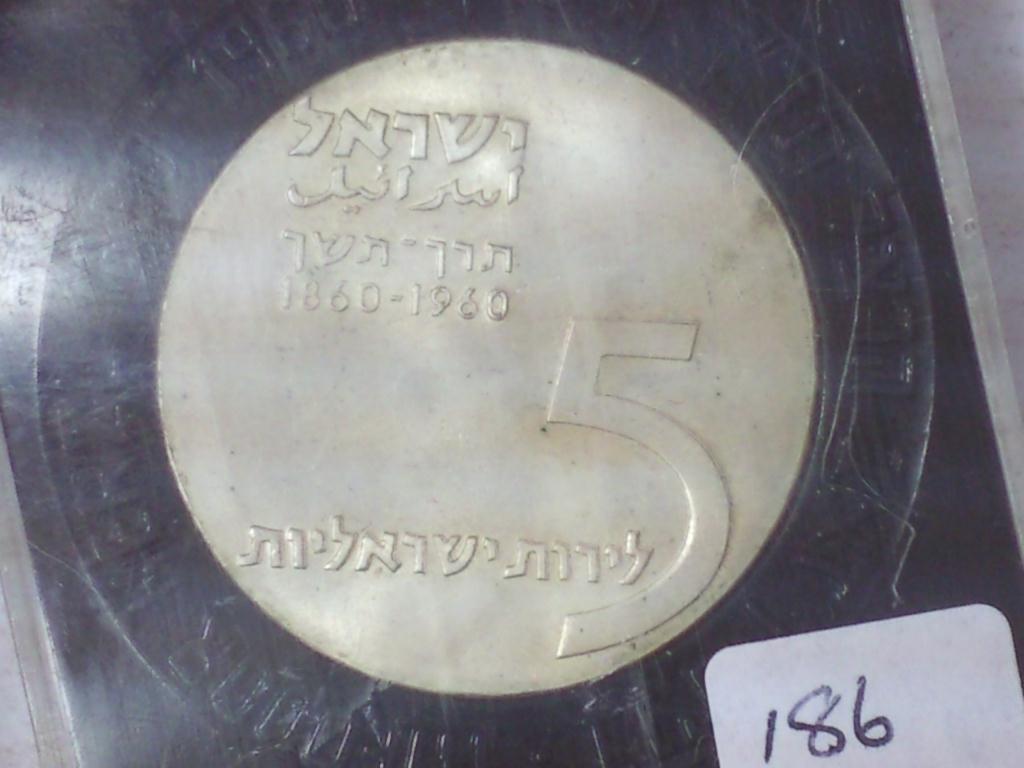 ישראל
اسرائيل
תרך-תשך
1860-1960
5
לירות ישראליות
186